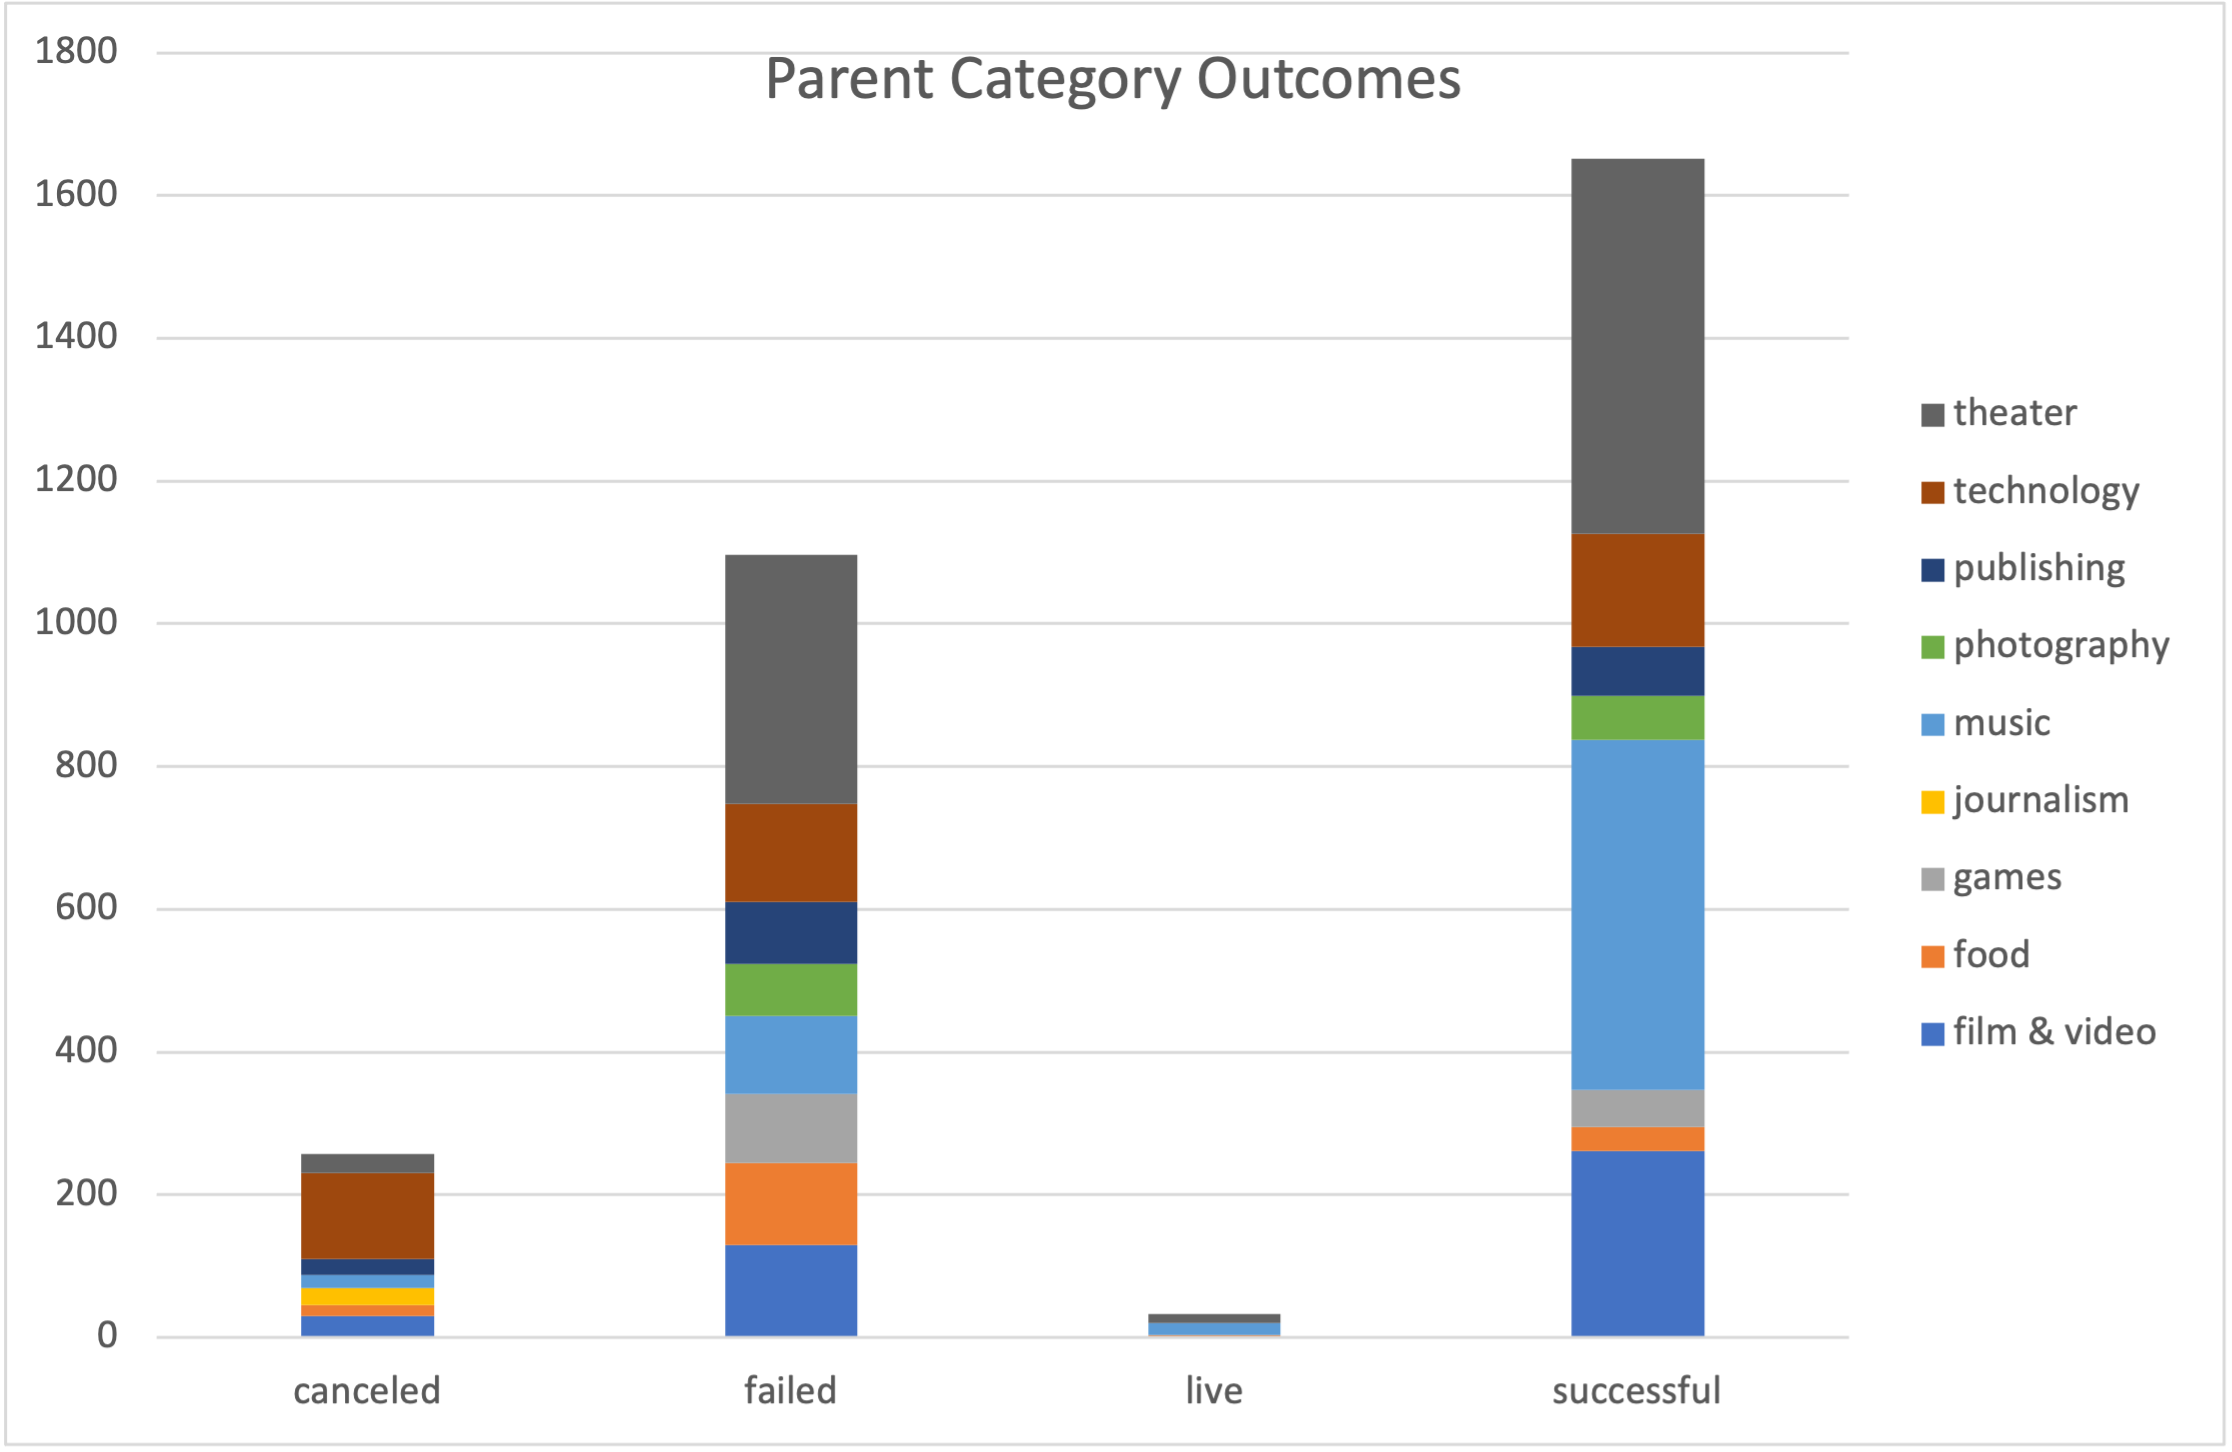 Parent Category Outcomes
1800
1600
1400
1200
1000
800
600
400
200
0
canceled failed live successful
theater
technology
publishing
photography
music
journalism
games
food
film & video